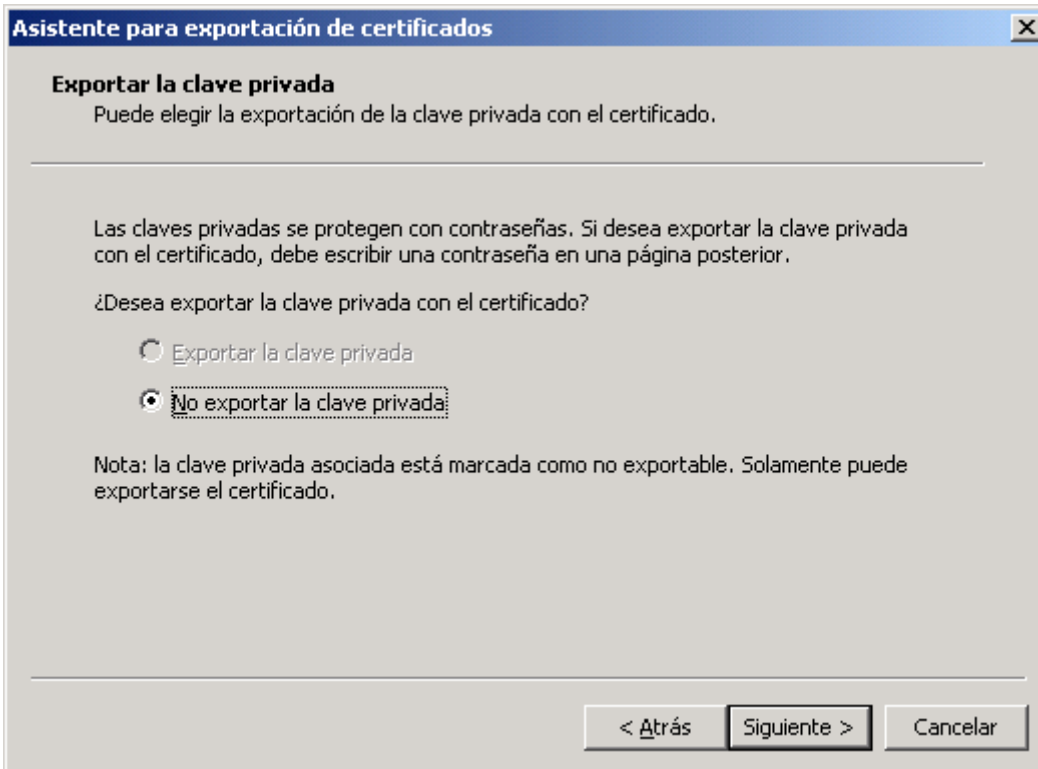 Asistente para exportación de certificados
Exportar la clave privada
Puede elegir la exportación de la clave privada con el certificado.
Las claves privadas se protegen con contraseñas. Si desea exportar la clave privada
con el certificado, debe escribir una contraseña en una página posterior.
¿Desea exportar la clave privada con el certificado?
Exportar la clave privada
No exportar la clave privada
Nota: la clave privada asociada está marcada como no exportable. Solamente puede
exportarse el certificado.
< Atrás Siguiente > Cancelar